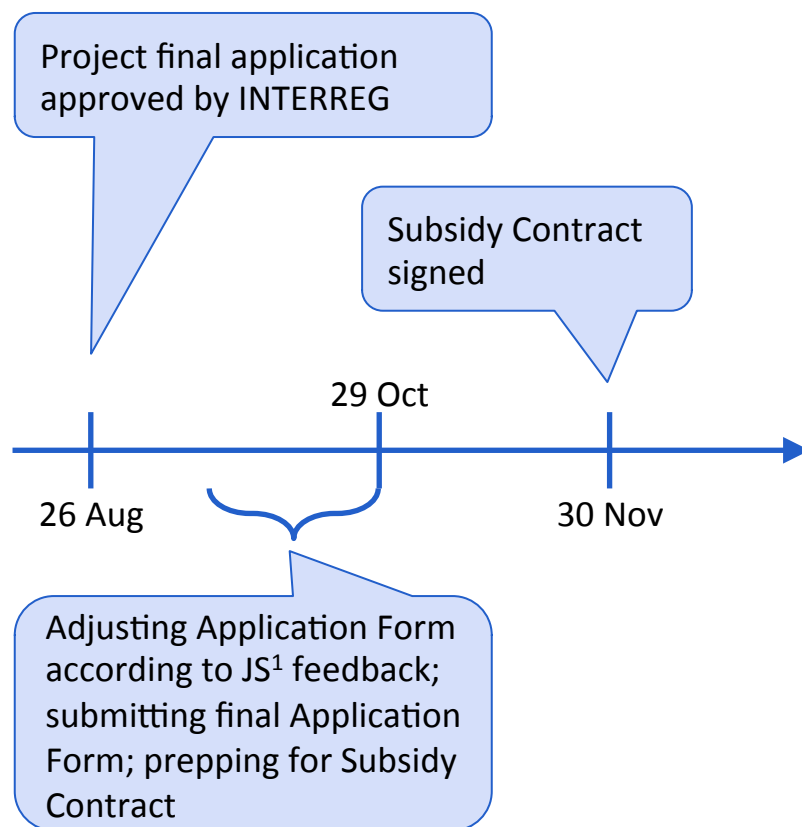 Project final application
approved by INTERREG
Subsidy Contract
signed
29 Oct
26 Aug
30 Nov
Adjusting Application Form
according to JS¹ feedback;
submitting final Application
Form; prepping for Subsidy
Contract